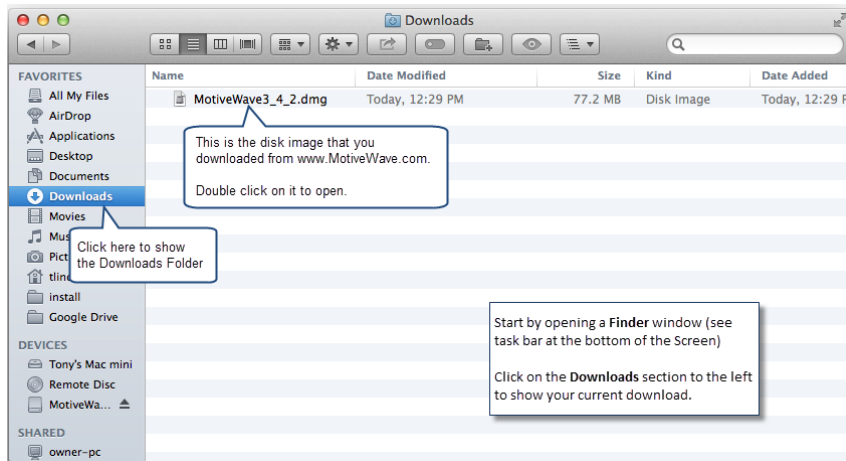 Downloads
FAVORITES
Name Date Modified Size Kind Date Added
All My Files
MotiveWave3_4_2.dmg Today, 12:29 PM 77.2 MB Disk Image Today, 12:29
AirDrop
Applications
Desktop
Documents
Downloads
Movies
This is the disk image that you
downloaded from www.MotiveWave.com.
Double click on it to open.
Click here to show
the Downloads Folder
install
Google Drive
Start by opening a Finder window (see
task bar at the bottom of the Screen)
Click on the Downloads section to the left
to show your current download.
DEVICES
Tony's Mac mini
Remote Disc
MotiveWa...
SHARED
owner-pc